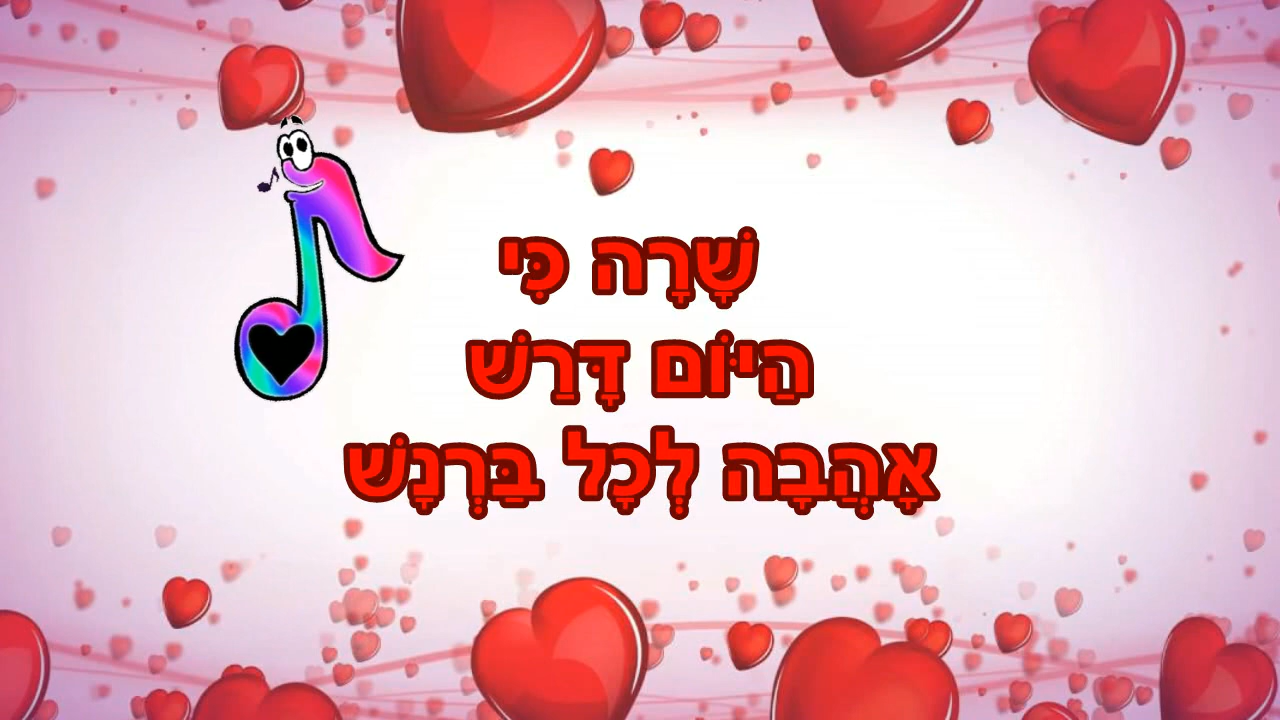 שָׁרָה כִּי
הַיּוֹם דָּרַשׁ
אָהֲבָה לְכָל בַּרְנָשׁ